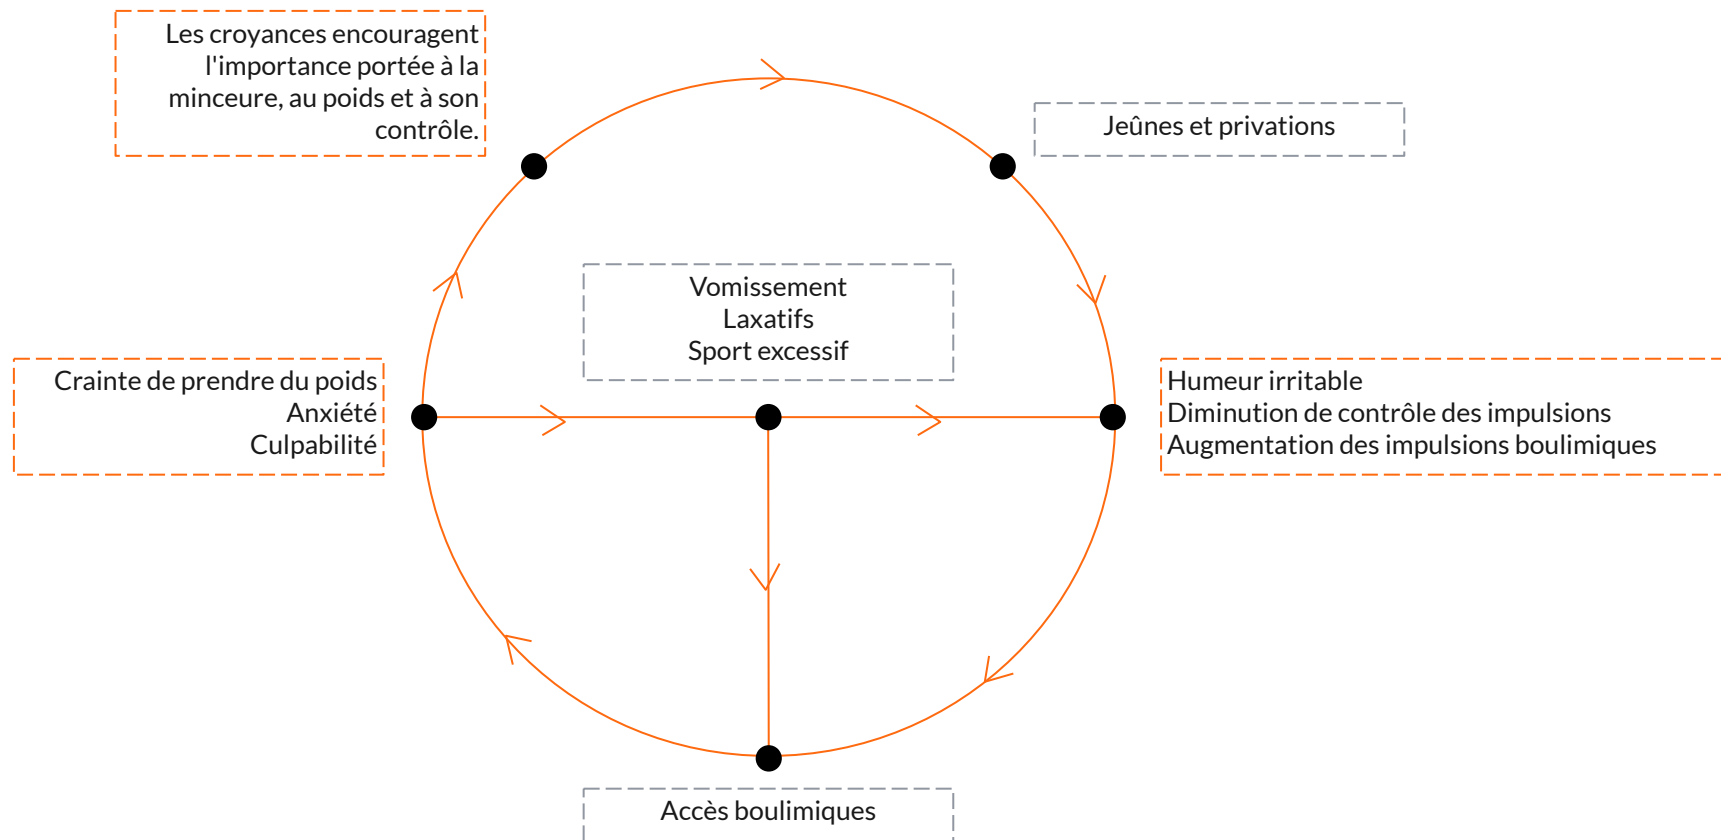 Les croyances encouragent
l'importance portée à la
minceure, au poids et à son
contrôle.
Jeûnes et privations
Vomissement
Laxatifs
Sport excessif
Crainte de prendre du poids
Anxiété
Culpabilité
Humeur irritable
Diminution de contrôle des impulsions
Augmentation des impulsions boulimiques
Accès boulimiques